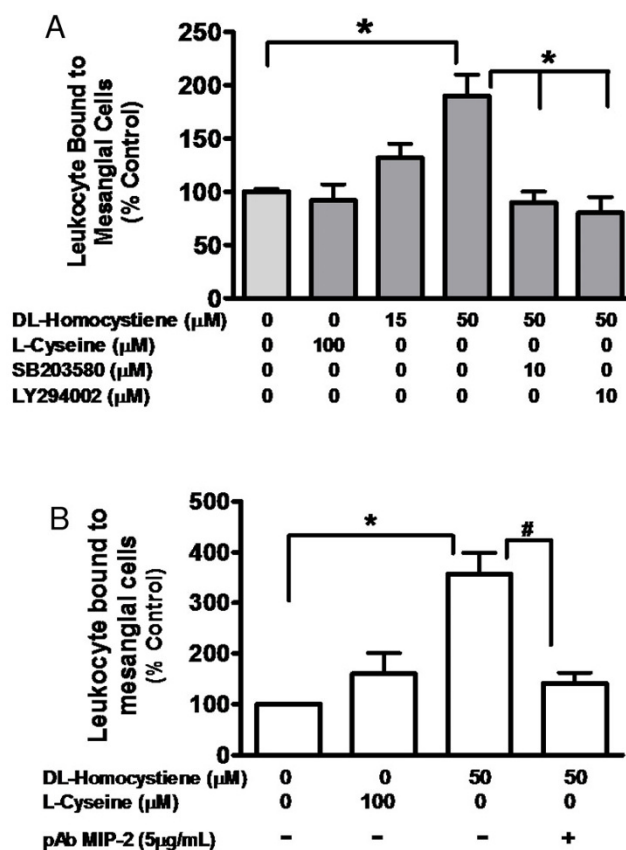 A
Leukocyte Bound to
Mesanglal Cells
(% Control)
250
200
150
100
50
0
*
*
DL-Homocystiene (µM) 0 0 15 50 50 50
L-Cyseine (µM) 0 100 0 0 0 0
SB203580 (µM) 0 0 0 0 10 0
LY294002 (µM) 0 0 0 0 0 10
B
Leukocyte bound to
mesanglal cells
(% Control)
500
400
300
200
100
0
*
#
DL-Homocystiene (µM) 0 0 50 50
L-Cyseine (µM) 0 100 0 0
pAb MIP-2 (5µg/mL) - - - +